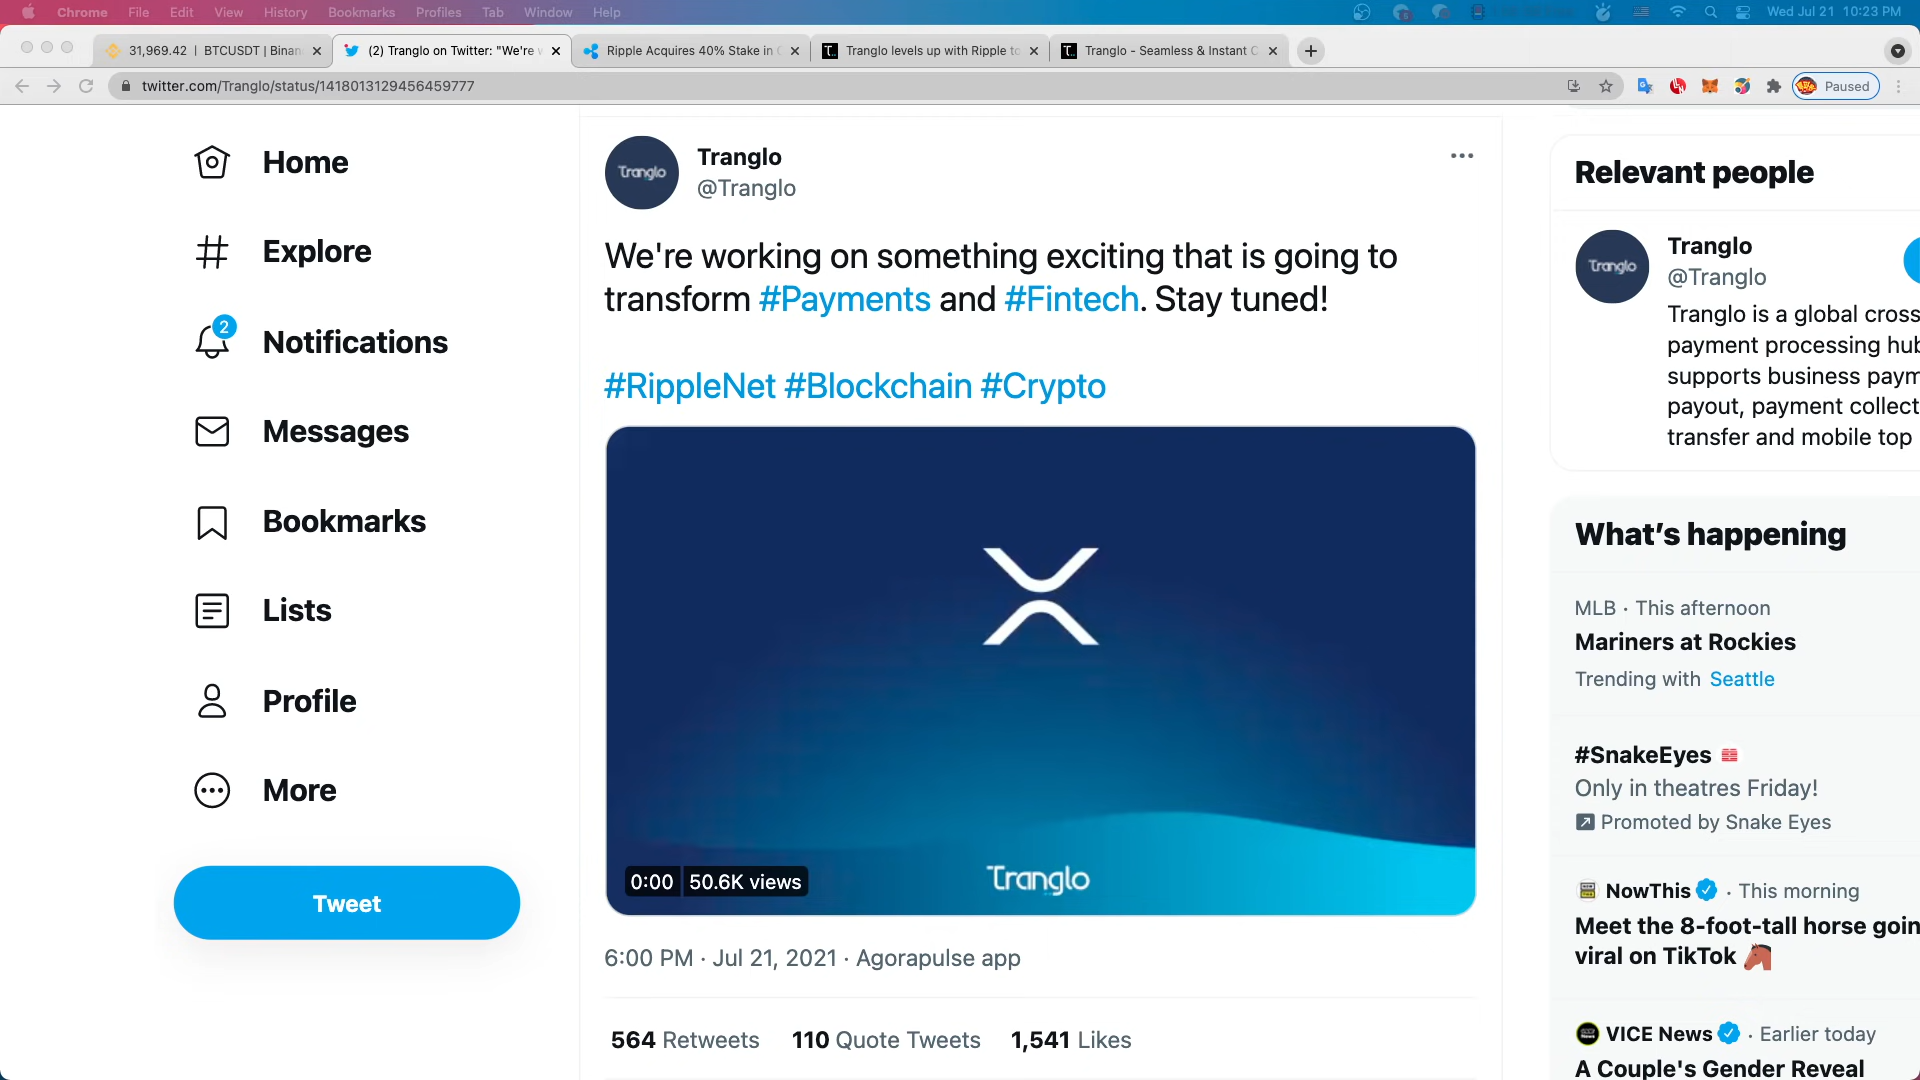 Chrome File Edit View History Bookmarks Profiles Tab Window Help Wed Jul 21 10:23 PM
31,969.42 | BTCUSDT | Binan
(2) Tranglo on Twitter: "We're w
Ripple Acquires 40% Stake in
Tranglo levels up with Ripple to
Tranglo - Seamless & Instant C
twitter.com/Tranglo/status/1418013129456459777
Paused
Home
Explore
2
Notifications
Messages
Bookmarks
Lists
Profile
More
Tweet
Tranglo
Tranglo
@Tranglo
We're working on something exciting that is going to
transform #Payments and #Fintech. Stay tuned!
#RippleNet #Blockchain #Crypto
0:00 50.6K views
Tranglo
6:00 PM · Jul 21, 2021 · Agorapulse app
564 Retweets 110 Quote Tweets 1,541 Likes
Relevant people
Tranglo
Tranglo
@Tranglo
Tranglo is a global cross
payment processing hub
supports business paym
payout, payment collect
transfer and mobile top
What's happening
MLB · This afternoon
Mariners at Rockies
Trending with Seattle
#SnakeEyes
Only in theatres Friday!
Promoted by Snake Eyes
NowThis · This morning
Meet the 8-foot-tall horse goin
viral on TikTok
VICE News · Earlier today
A Couple's Gender Reveal